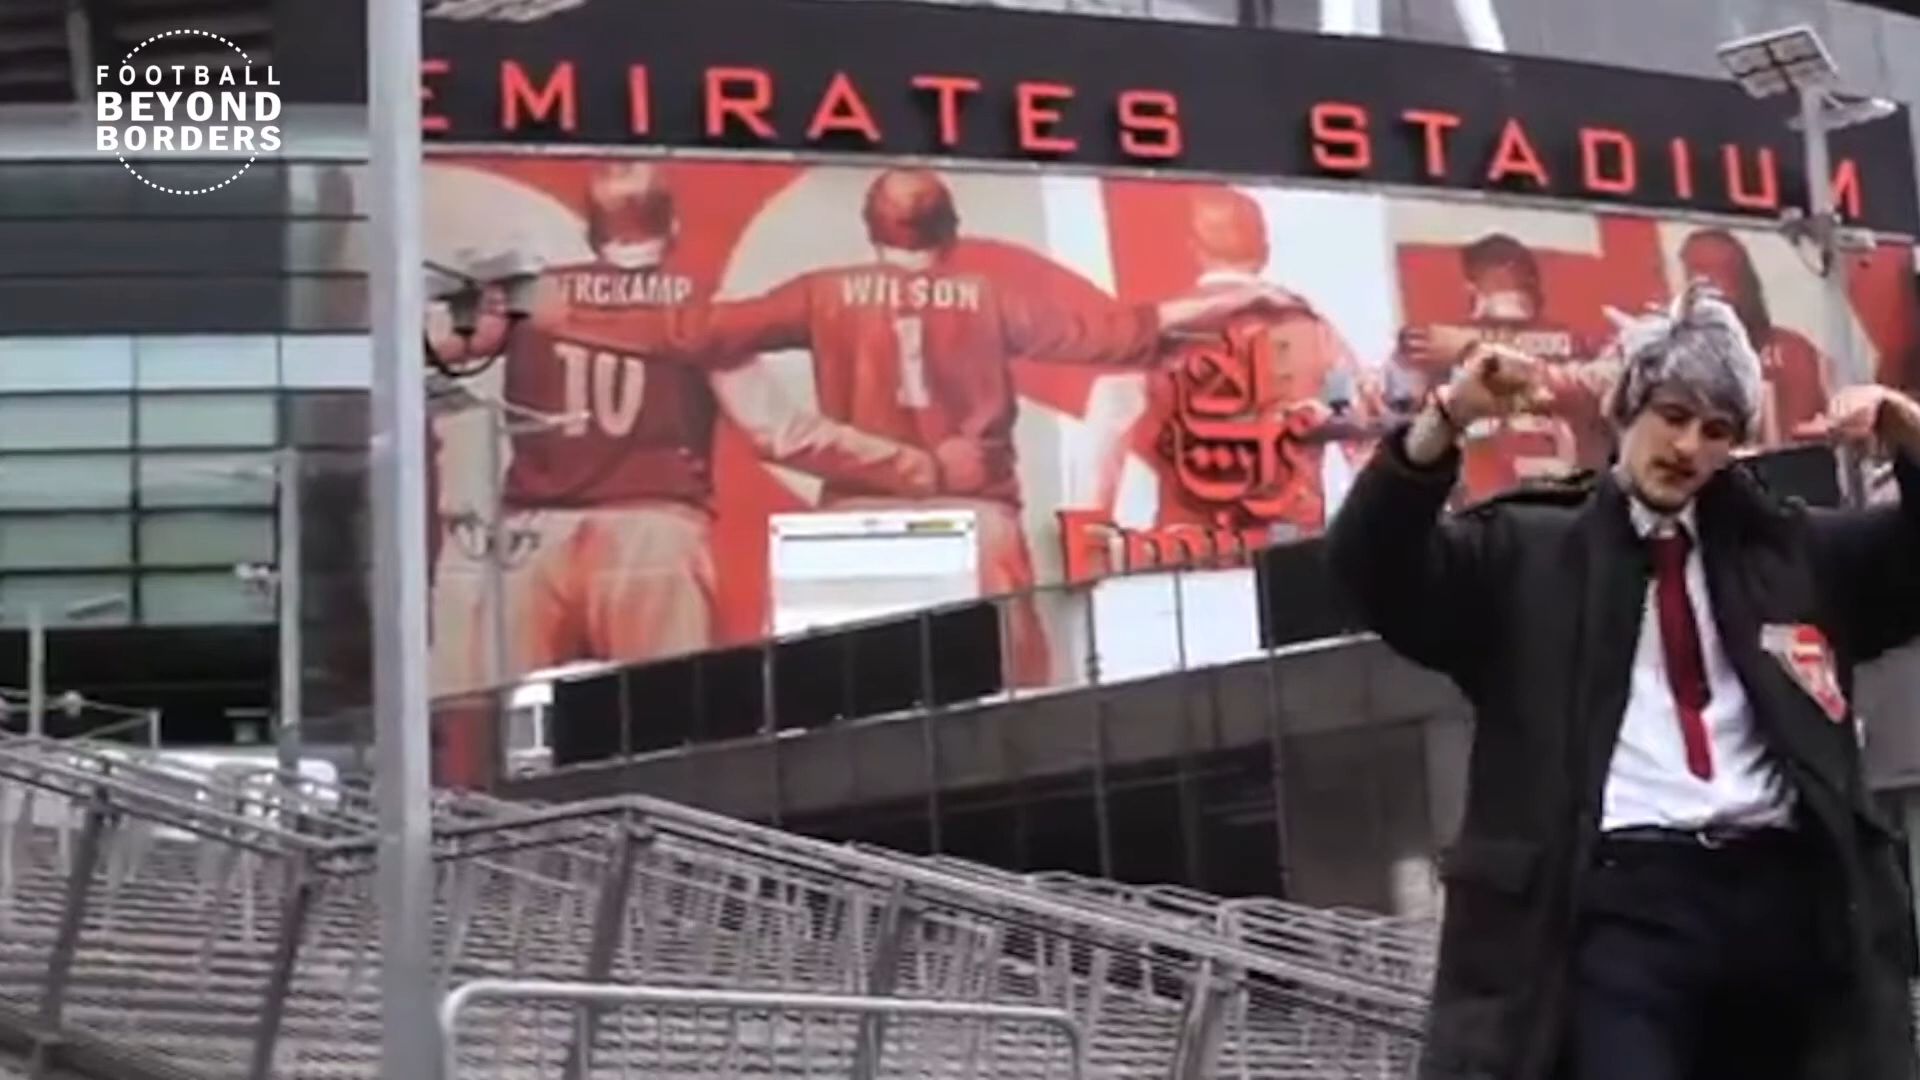 FOOTBALL
BEYOND
BORDERS
EMIRATES STADIUM
WILSON
10
1